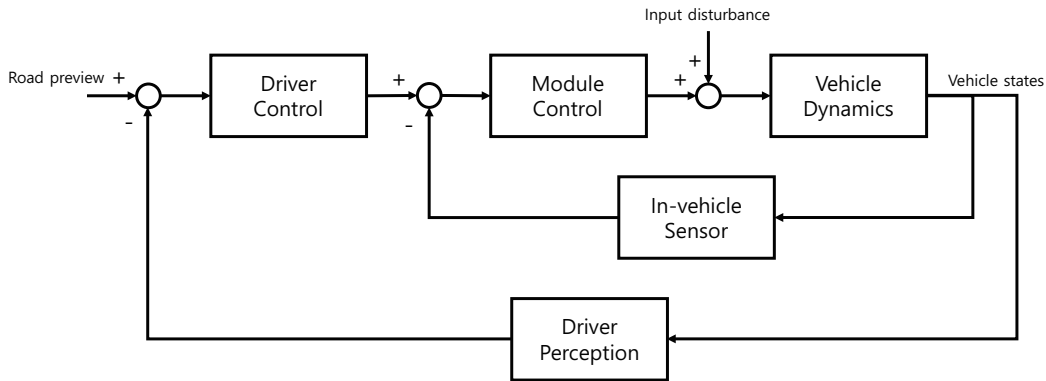 Input disturbance
Road preview +
-
Driver
Control
+
-
Module
Control
+
+
Vehicle
Dynamics
Vehicle states
In-vehicle
Sensor
Driver
Perception